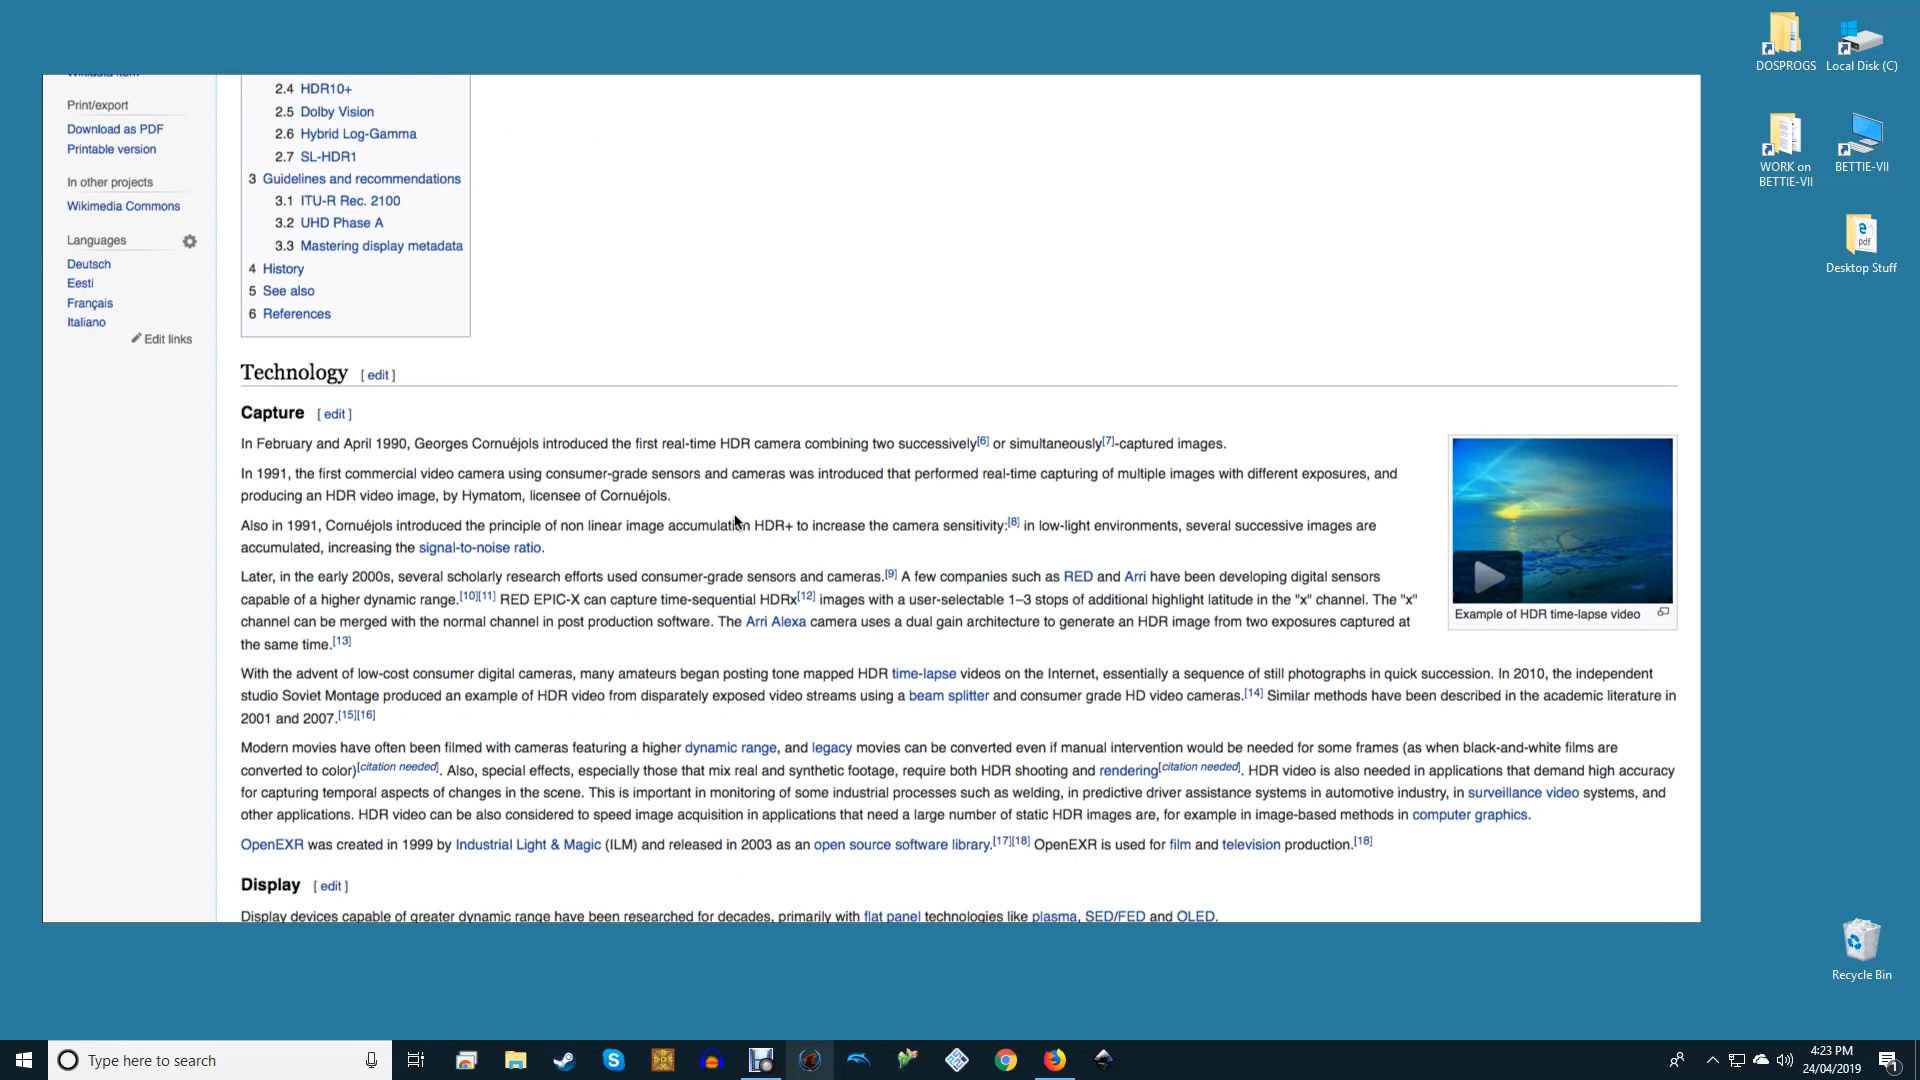 Print/export
Download as PDF
Printable version
In other projects
Wikimedia Commons
Languages
Deutsch
Eesti
Français
Italiano
Edit links
2.4 HDR10+
2.5 Dolby Vision
2.6 Hybrid Log-Gamma
2.7 SL-HDR1
3 Guidelines and recommendations
3.1 ITU-R Rec. 2100
3.2 UHD Phase A
3.3 Mastering display metadata
4 History
5 See also
6 References
Technology [ edit ]
Capture [ edit ]
In February and April 1990, Georges Cornuéjols introduced the first real-time HDR camera combining two successively[6] or simultaneously[7]-captured images.
In 1991, the first commercial video camera using consumer-grade sensors and cameras was introduced that performed real-time capturing of multiple images with different exposures, and
producing an HDR video image, by Hymatom, licensee of Cornuéjols.
Also in 1991, Cornuéjols introduced the principle of non linear image accumulation HDR+ to increase the camera sensitivity:[8] in low-light environments, several successive images are
accumulated, increasing the signal-to-noise ratio.
Later, in the early 2000s, several scholarly research efforts used consumer-grade sensors and cameras.[9] A few companies such as RED and Arri have been developing digital sensors
capable of a higher dynamic range.[10][11] RED EPIC-X can capture time-sequential HDRx[12] images with a user-selectable 1–3 stops of additional highlight latitude in the "x" channel. The "x"
channel can be merged with the normal channel in post production software. The Arri Alexa camera uses a dual gain architecture to generate an HDR image from two exposures captured at
the same time.[13]
Example of HDR time-lapse video
With the advent of low-cost consumer digital cameras, many amateurs began posting tone mapped HDR time-lapse videos on the Internet, essentially a sequence of still photographs in quick succession. In 2010, the independent
studio Soviet Montage produced an example of HDR video from disparately exposed video streams using a beam splitter and consumer grade HD video cameras.[14] Similar methods have been described in the academic literature in
2001 and 2007.[15][16]
Modern movies have often been filmed with cameras featuring a higher dynamic range, and legacy movies can be converted even if manual intervention would be needed for some frames (as when black-and-white films are
converted to color)[citation needed]. Also, special effects, especially those that mix real and synthetic footage, require both HDR shooting and rendering[citation needed]. HDR video is also needed in applications that demand high accuracy
for capturing temporal aspects of changes in the scene. This is important in monitoring of some industrial processes such as welding, in predictive driver assistance systems in automotive industry, in surveillance video systems, and
other applications. HDR video can be also considered to speed image acquisition in applications that need a large number of static HDR images are, for example in image-based methods in computer graphics.
OpenEXR was created in 1999 by Industrial Light & Magic (ILM) and released in 2003 as an open source software library.[17][18] OpenEXR is used for film and television production.[18]
Display [ edit ]
Display devices capable of greater dynamic range have been researched for decades, primarily with flat panel technologies like plasma, SED/FED and OLED.
DOSPROGS
Local Disk (C)
WORK on
BETTIE-VII
BETTIE-VII
pdf
Desktop Stuff
Recycle Bin
Type here to search
4:23 PM
24/04/2019
1